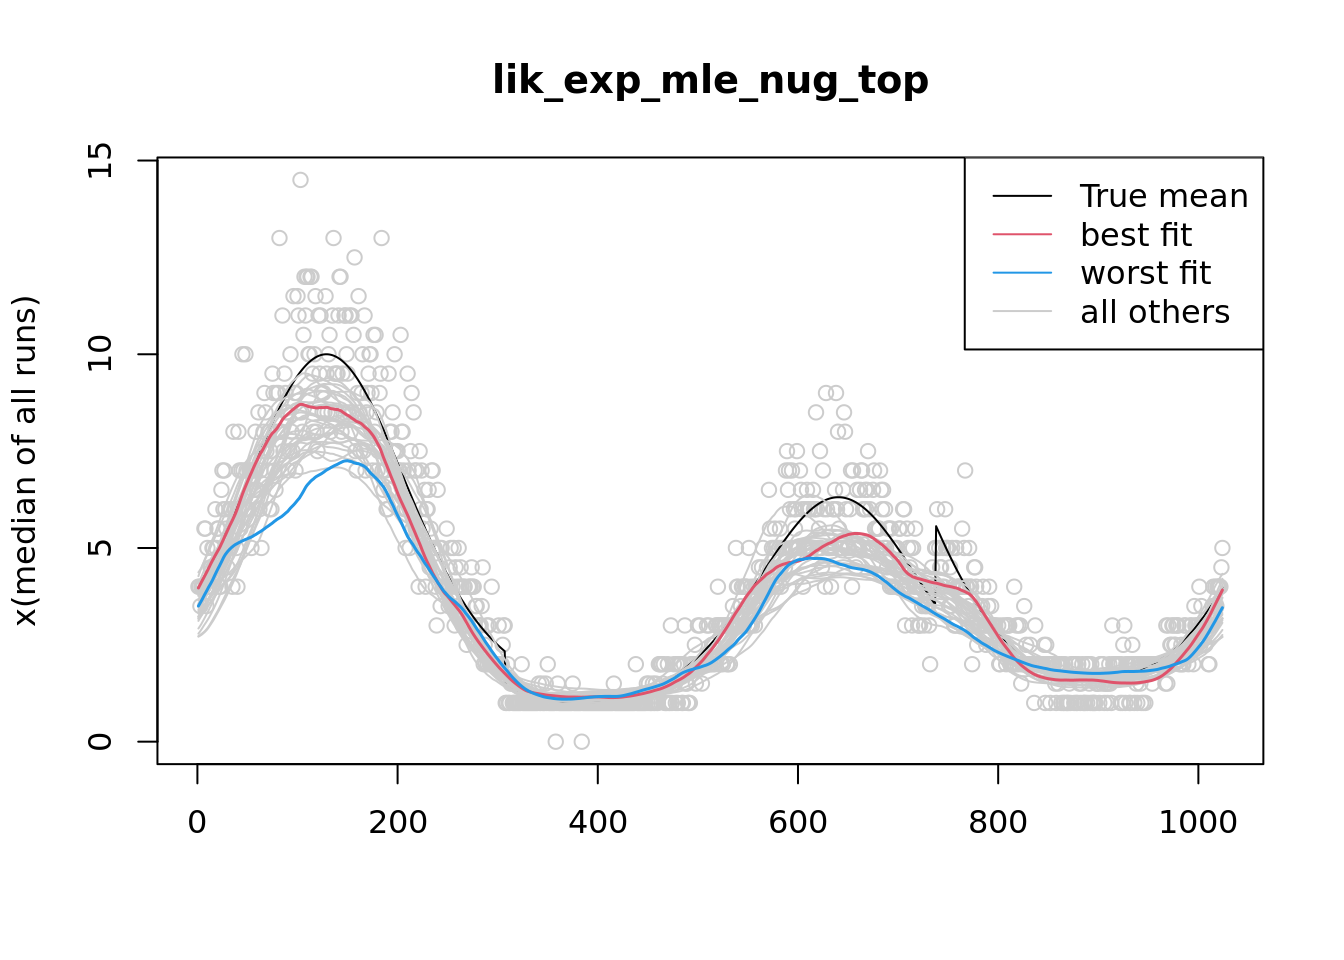 lik_exp_mle_nug_top
x(median of all runs)
15
10
5
0
True mean
best fit
worst fit
all others
0 200 400 600 800 1000